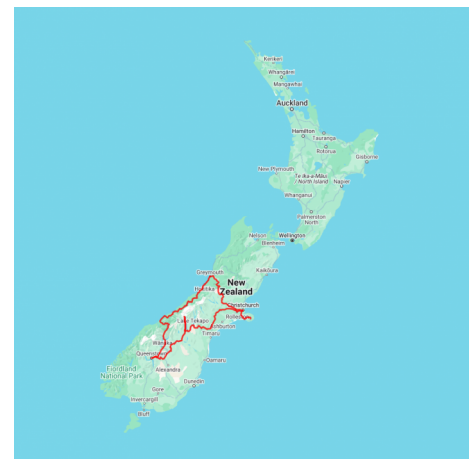 Kerikeri
Whangārei
Mangawhai
Auckland
Hamilton
Tauranga
Rotorua
Gisborne
New Plymouth
Te Ika-a-Māui
/ North Island
Napier
Whanganui
Palmerston
North
Nelson
Wellington
Blenheim
Greymouth
Kaikōura
Hokitika
New
Zealand
Christchurch
Rolleston
Lake Tekapo
Ashburton
Timaru
Wānaka
Queenstown
Oamaru
Fiordland
National Park
Alexandra
Dunedin
Gore
Invercargill
Bluff